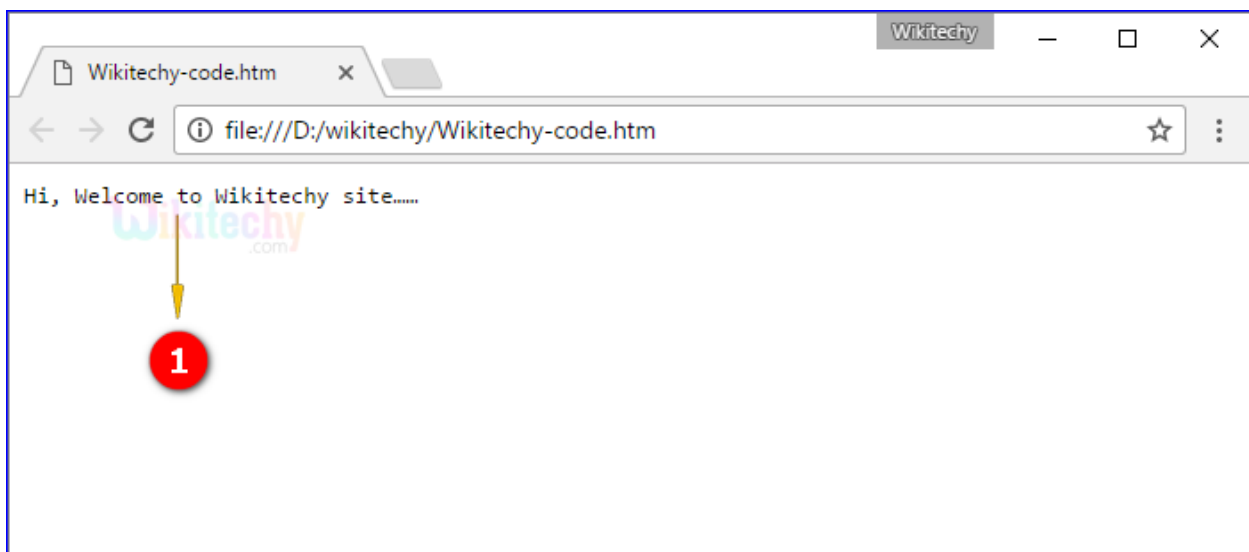 Wikitechy
Wikitechy-code.htm
file:///D:/wikitechy/Wikitechy-code.htm
Hi, Welcome to Wikitechy site……
Wikitechy
.com
1